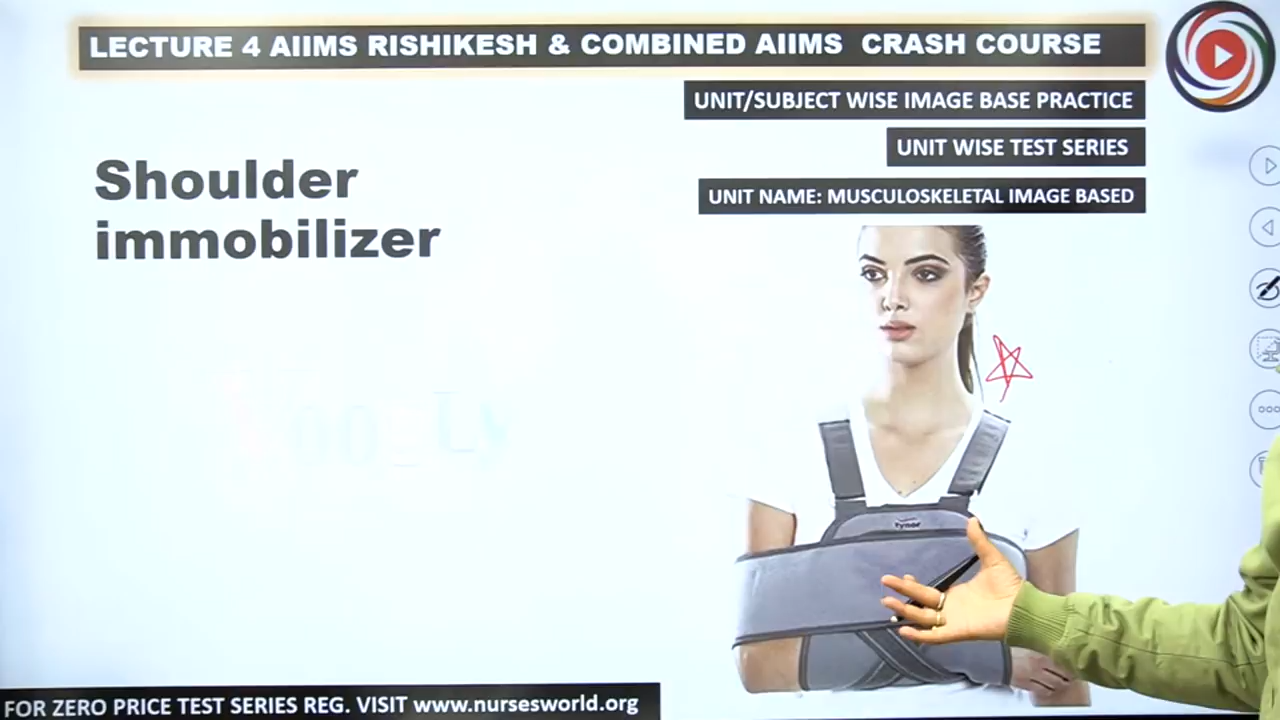 LECTURE 4 AIIMS RISHIKESH & COMBINED AIIMS CRASH COURSE
UNIT/SUBJECT WISE IMAGE BASE PRACTICE
UNIT WISE TEST SERIES
UNIT NAME: MUSCULOSKELETAL IMAGE BASED
Shoulder
immobilizer
tynor
FOR ZERO PRICE TEST SERIES REG. VISIT www.nursesworld.org